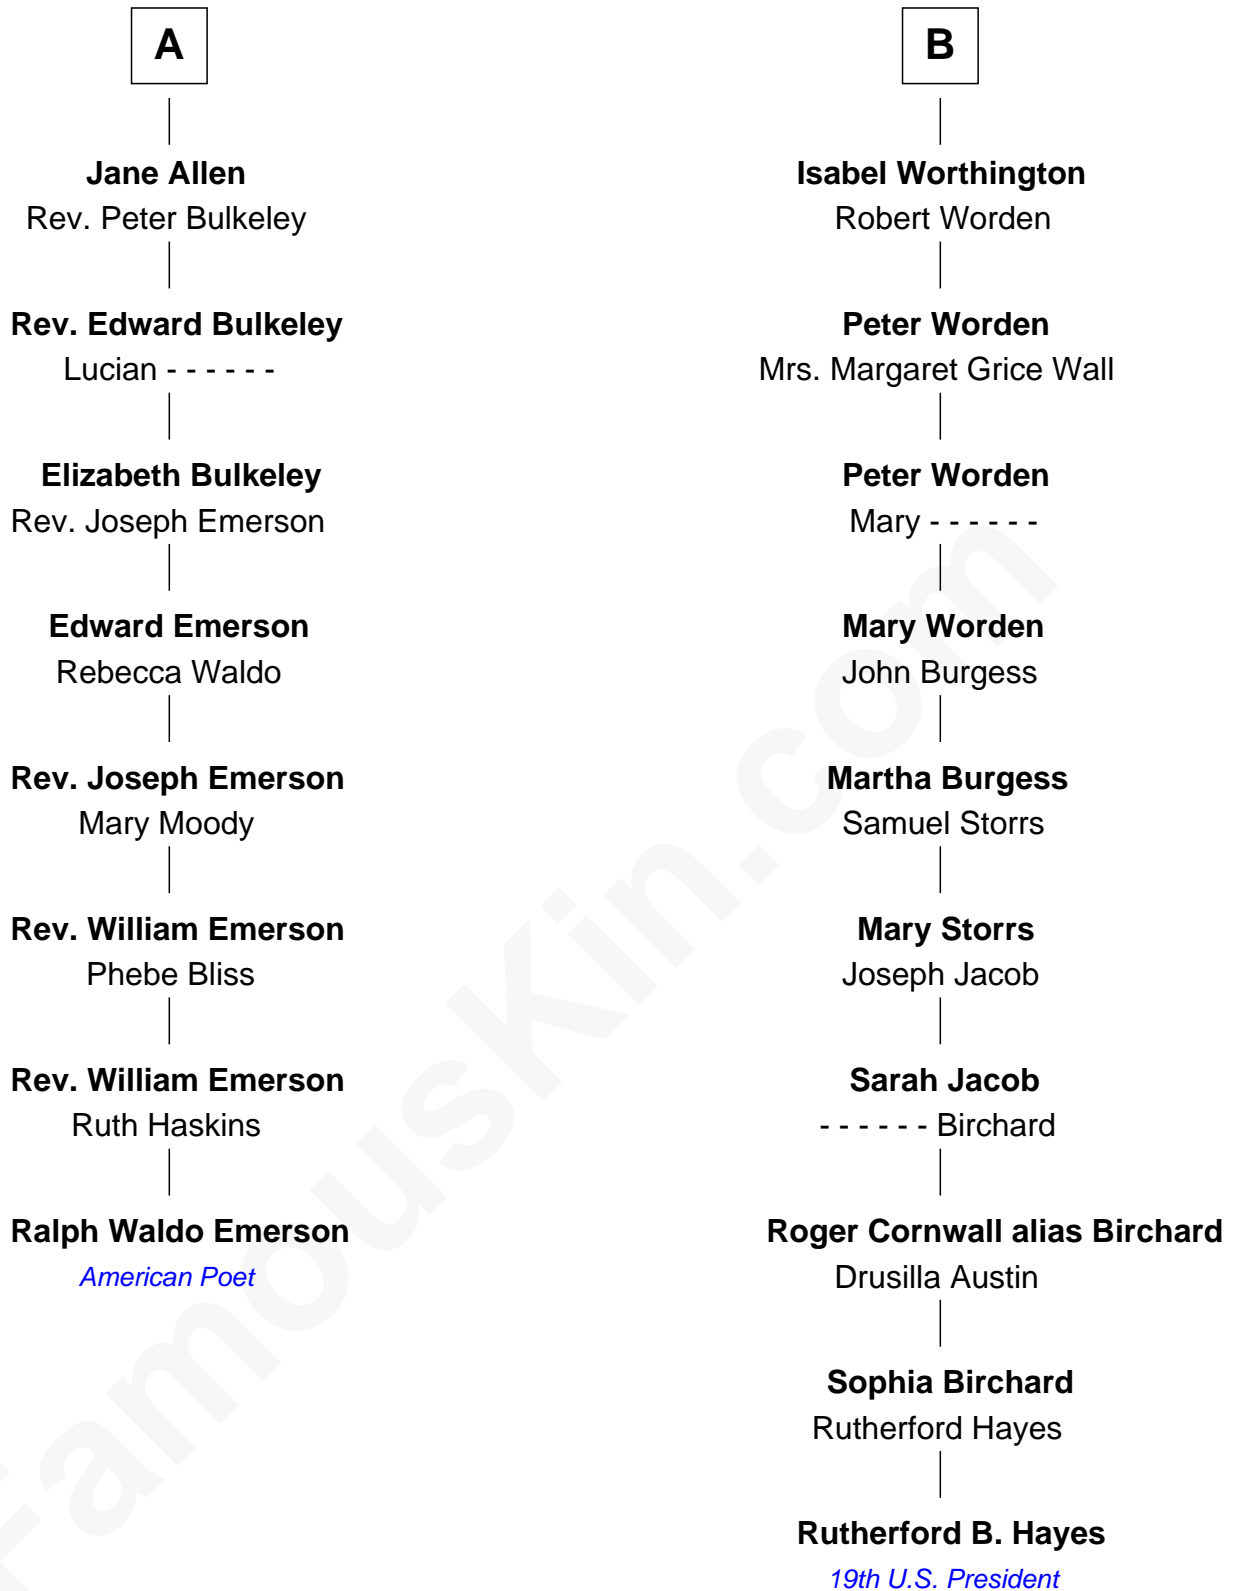 A
Jane Allen
Rev. Peter Bulkeley
Rev. Edward Bulkeley
Lucian - - - - - -
Elizabeth Bulkeley
Rev. Joseph Emerson
Edward Emerson
Rebecca Waldo
Rev. Joseph Emerson
Mary Moody
Rev. William Emerson
Phebe Bliss
Rev. William Emerson
Ruth Haskins
Ralph Waldo Emerson
American Poet
B
Isabel Worthington
Robert Worden
Peter Worden
Mrs. Margaret Grice Wall
Peter Worden
Mary - - - - - -
Mary Worden
John Burgess
Martha Burgess
Samuel Storrs
Mary Storrs
Joseph Jacob
Sarah Jacob
- - - - - - Birchard
Roger Cornwall alias Birchard
Drusilla Austin
Sophia Birchard
Rutherford Hayes
Rutherford B. Hayes
19th U.S. President
FamousKin.com